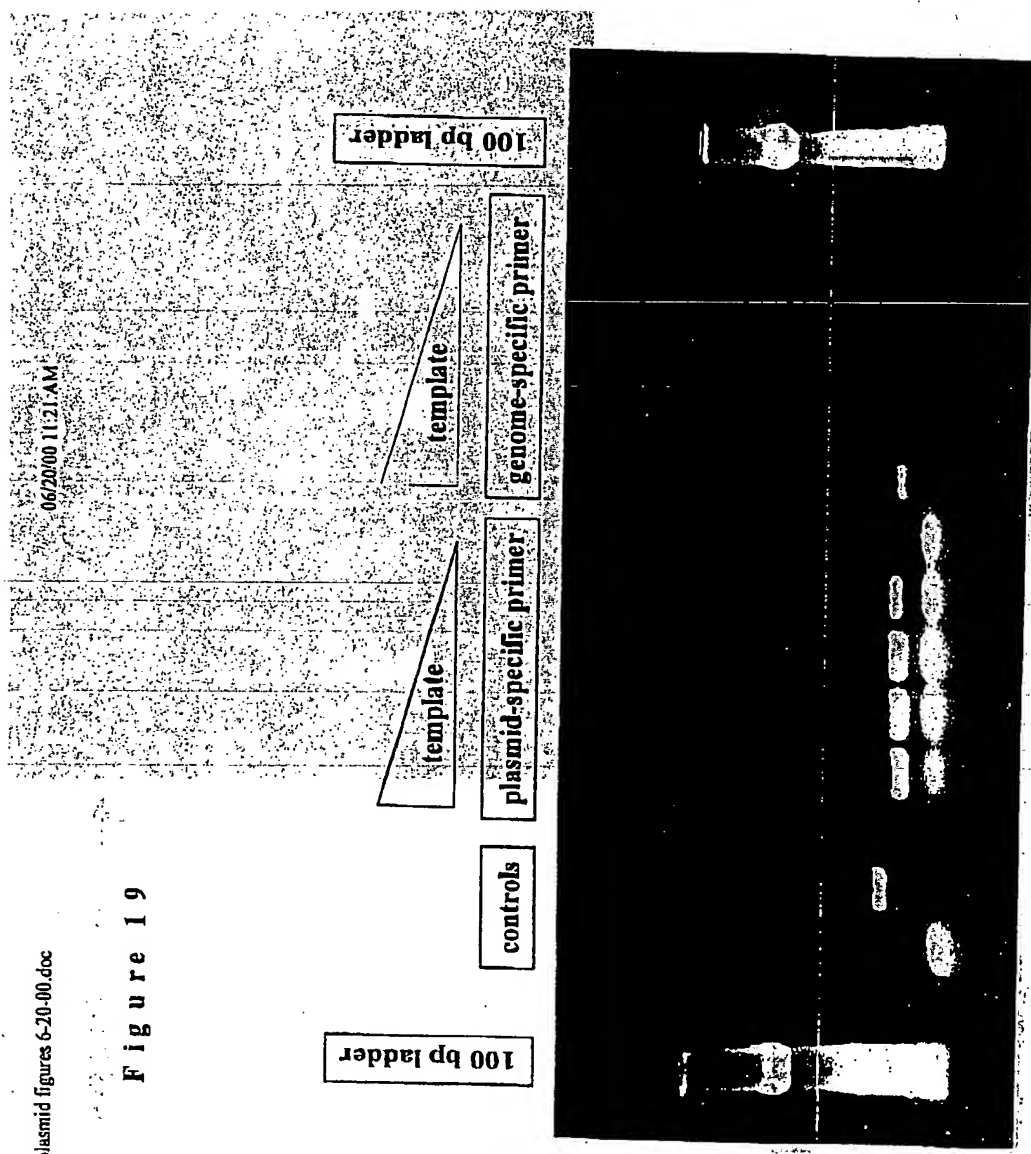 plasmid figures 6-20-00.doc
06/20/00 11:21 AM
Figure 19
100 bp ladder
controls
template
plasmid-specific primer
template
genome-specific primer
100 bp ladder